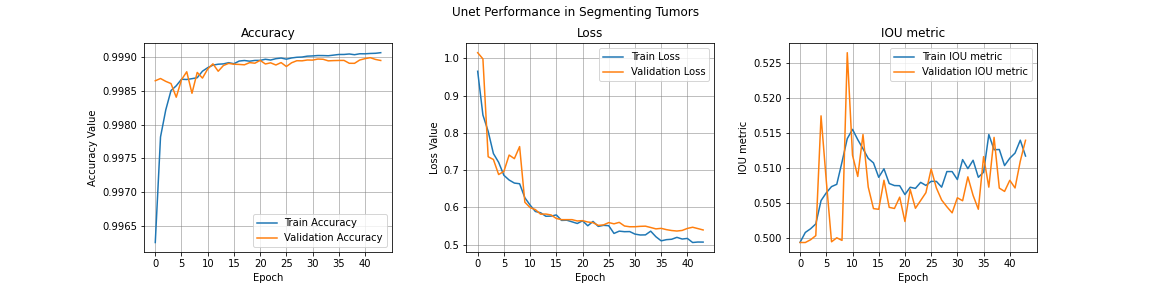 Unet Performance in Segmenting Tumors
Accuracy
Accuracy Value
0.9990
0.9985
0.9980
0.9975
0.9970
0.9965
Train Accuracy
Validation Accuracy
0 5 10 15 20 25 30 35 40
Epoch
Loss
Loss Value
1.0
0.9
0.8
0.7
0.6
0.5
Train Loss
Validation Loss
0 5 10 15 20 25 30 35 40
Epoch
IOU metric
IOU metric
0.525
0.520
0.515
0.510
0.505
0.500
Train IOU metric
Validation IOU metric
0 5 10 15 20 25 30 35 40
Epoch